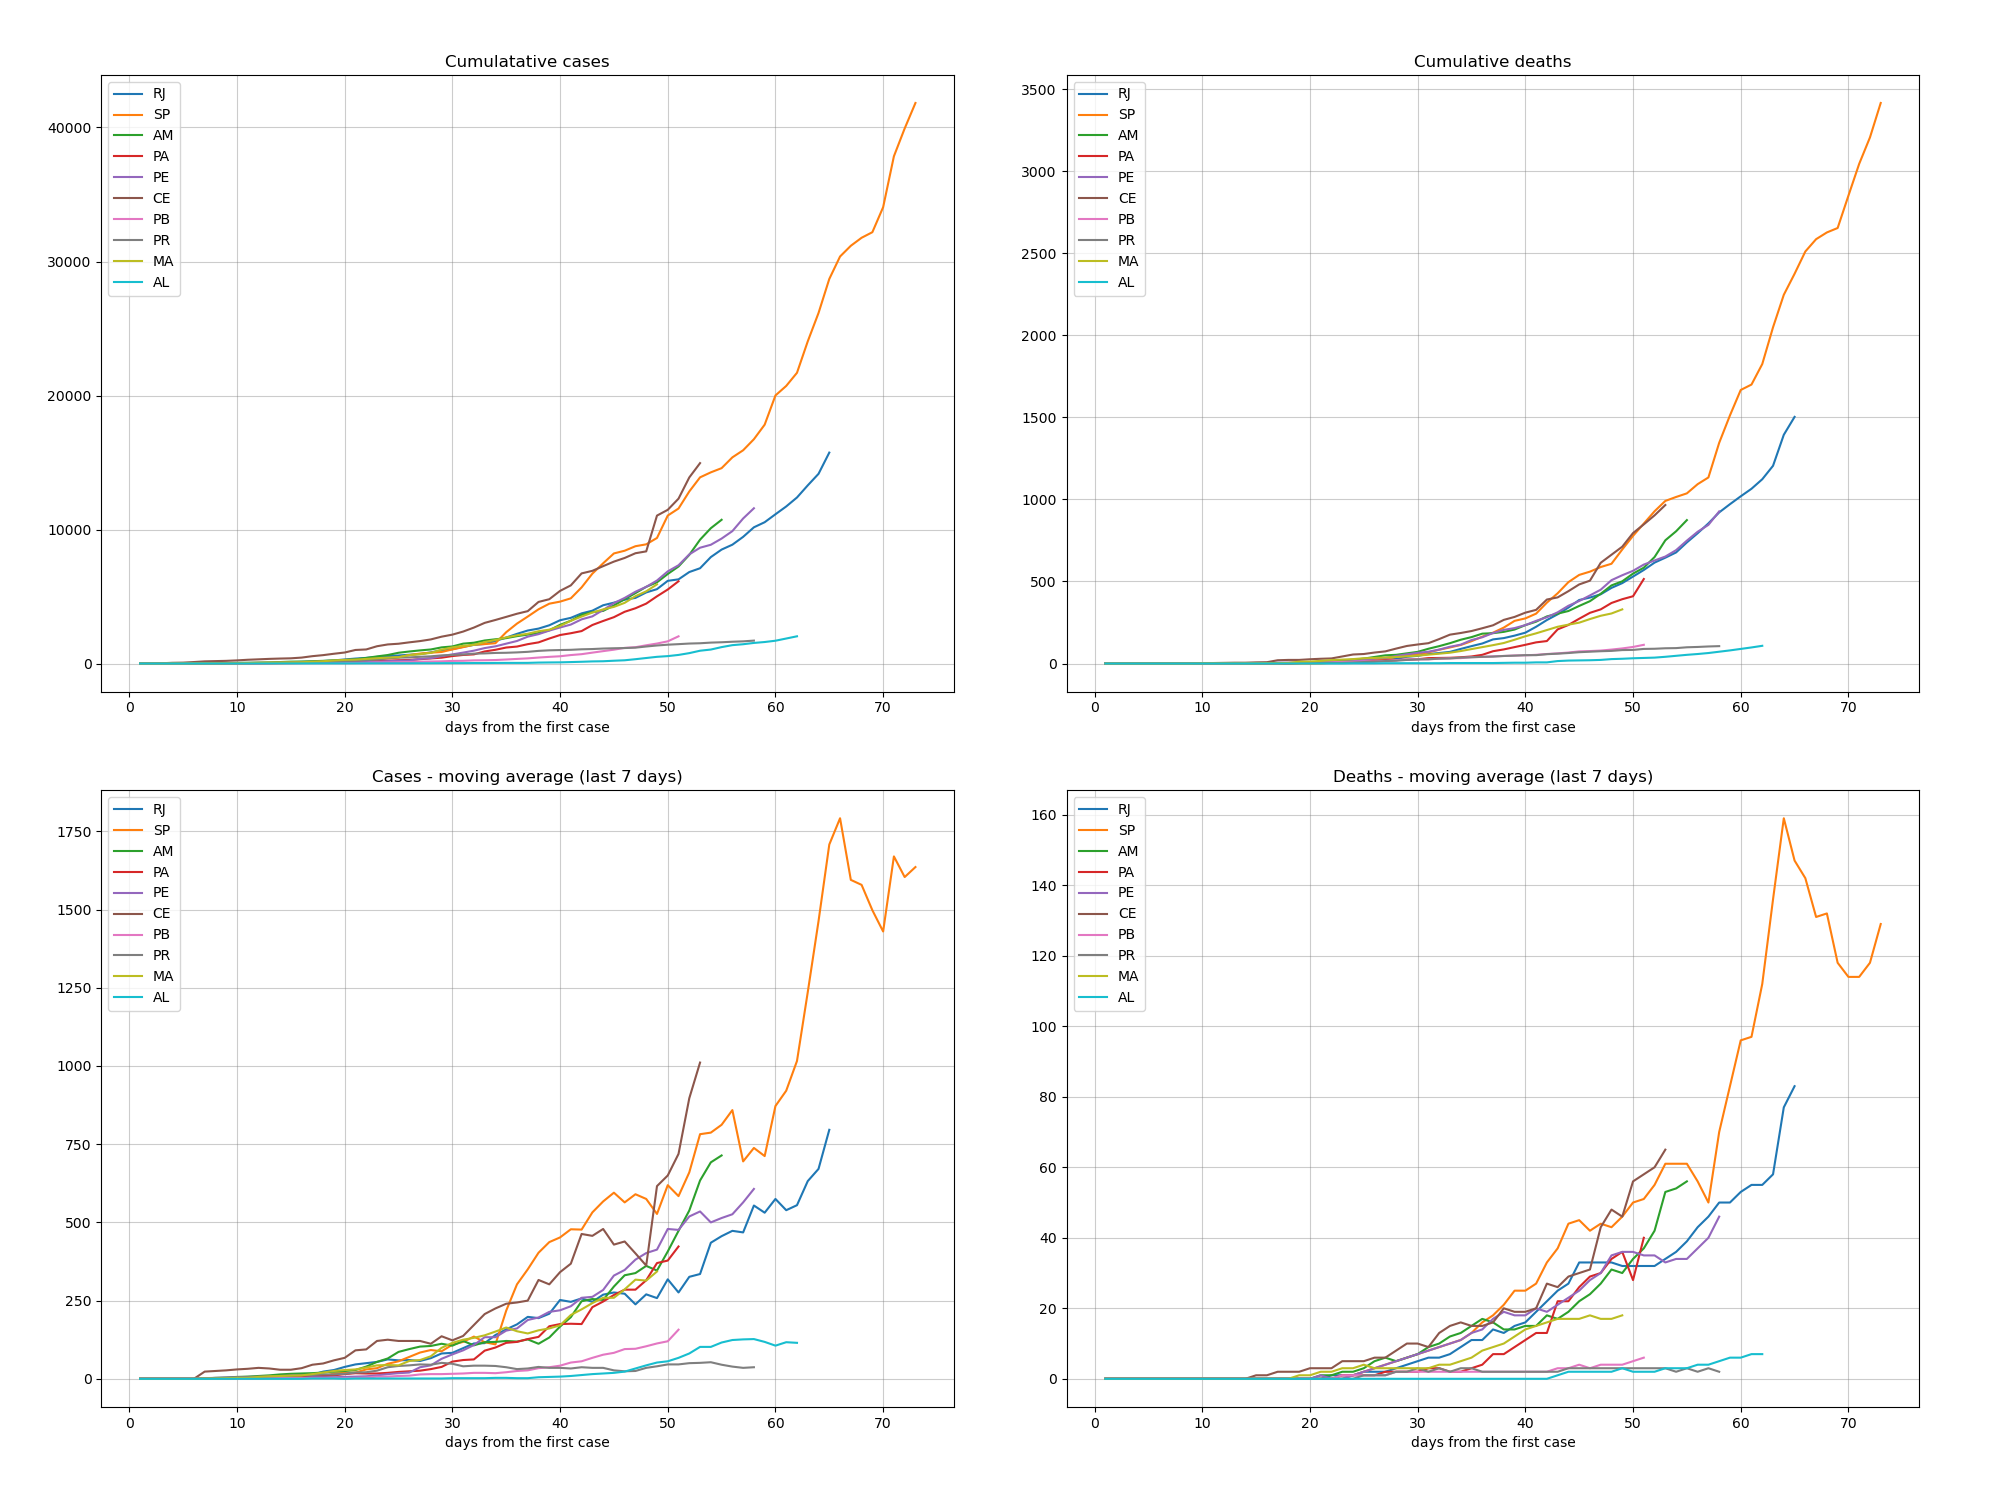 Cumulatative cases
40000
30000
20000
10000
0
RJ
SP
AM
PA
PE
CE
PB
PR
MA
AL
0 10 20 30 40 50 60 70
days from the first case
Cumulative deaths
3500
3000
2500
2000
1500
1000
500
0
RJ
SP
AM
PA
PE
CE
PB
PR
MA
AL
0 10 20 30 40 50 60 70
days from the first case
Cases - moving average (last 7 days)
1750
1500
1250
1000
750
500
250
0
RJ
SP
AM
PA
PE
CE
PB
PR
MA
AL
0 10 20 30 40 50 60 70
days from the first case
Deaths - moving average (last 7 days)
160
140
120
100
80
60
40
20
0
RJ
SP
AM
PA
PE
CE
PB
PR
MA
AL
0 10 20 30 40 50 60 70
days from the first case